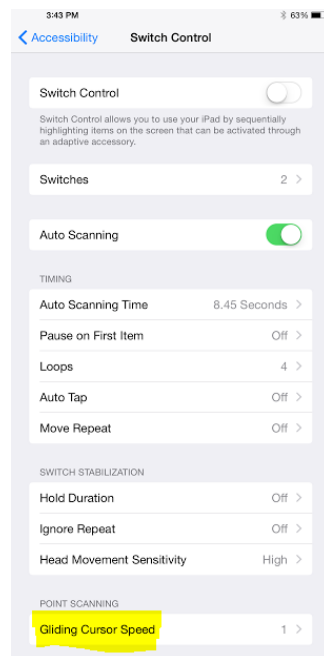 3:43 PM 63%
Accessibility Switch Control
Switch Control
Switch Control allows you to use your iPad by sequentially
highlighting items on the screen that can be activated through
an adaptive accessory.
Switches 2
Auto Scanning
TIMING
Auto Scanning Time 8.45 Seconds
Pause on First Item Off
Loops 4
Auto Tap Off
Move Repeat Off
SWITCH STABILIZATION
Hold Duration Off
Ignore Repeat Off
Head Movement Sensitivity High
POINT SCANNING
Gliding Cursor Speed 1